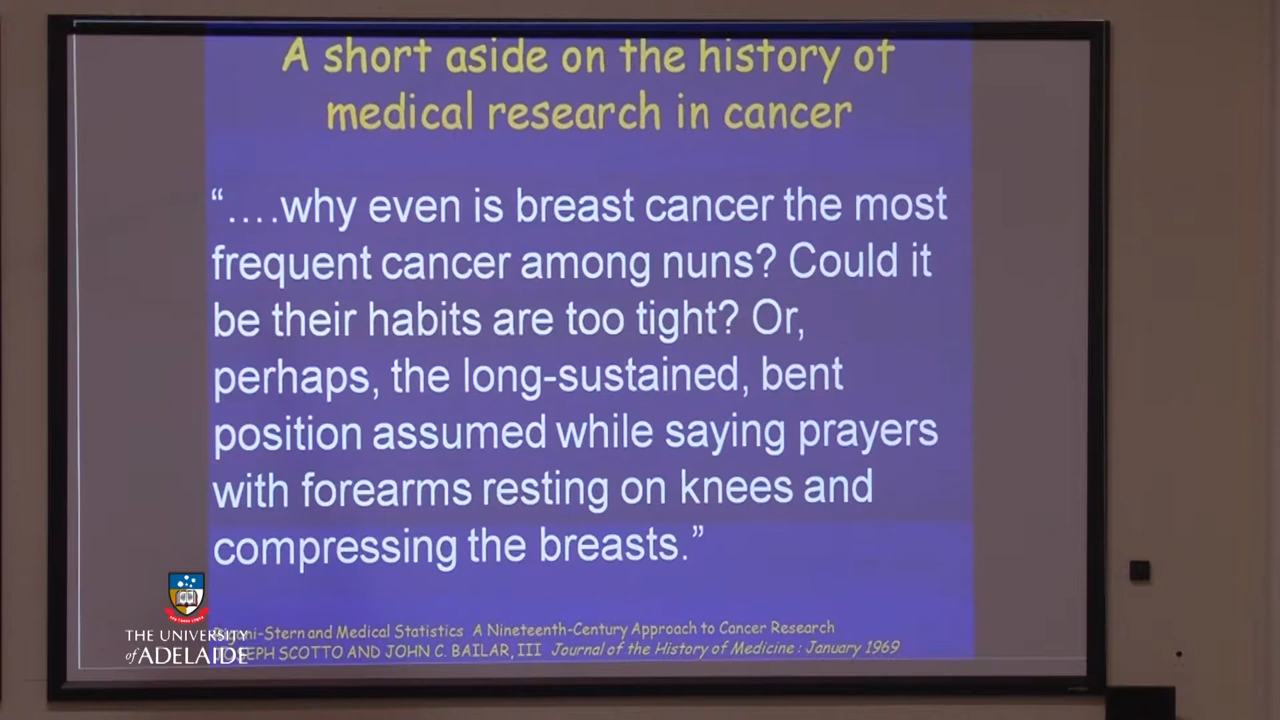 A short aside on the history of
medical research in cancer
“….why even is breast cancer the most
frequent cancer among nuns? Could it
be their habits are too tight? Or,
perhaps, the long-sustained, bent
position assumed while saying prayers
with forearms resting on knees and
compressing the breasts.”
-Stern and Medical Statistics A Nineteenth-Century Approach to Cancer Research
SCOTTO AND JOHN C. BAILAR, III Journal of the History of Medicine: January 1969
THE UNIVERSITY
of ADELAIDE